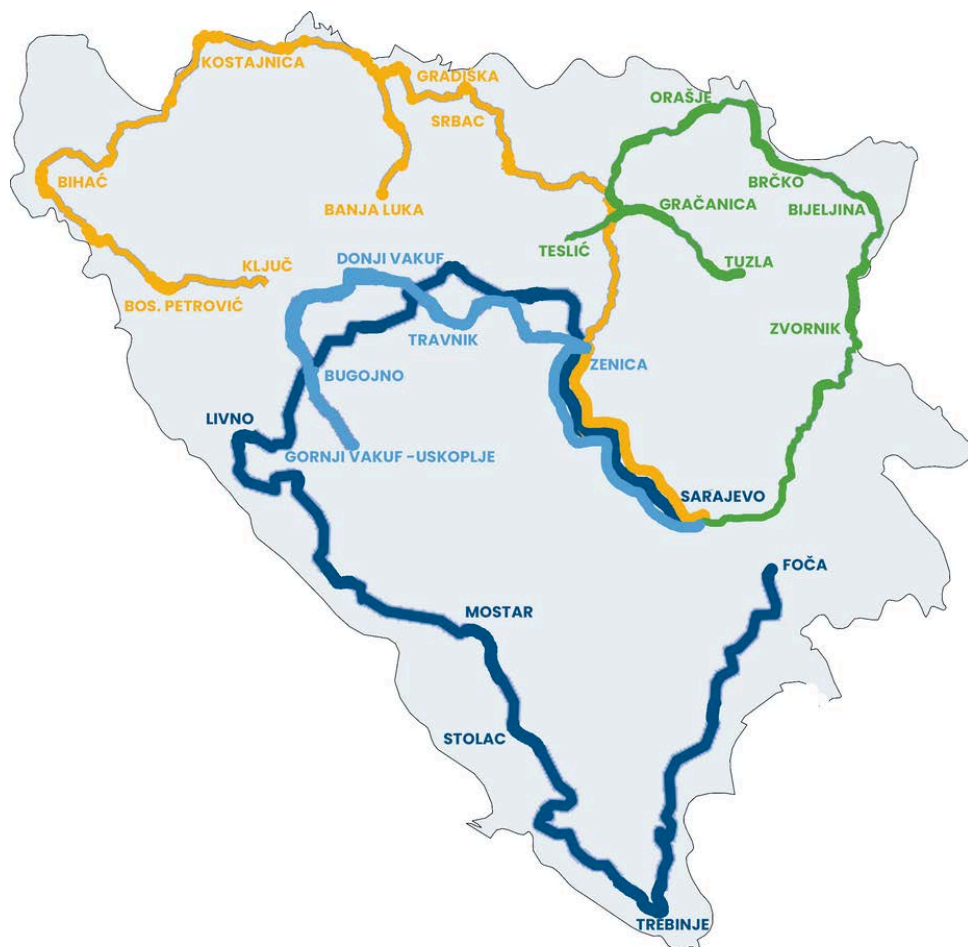 KOSTAJNICA
GRADIŠKA
ORAŠJE
SRBAC
BIHAĆ
BRČKO
BANJA LUKA
GRAČANICA
BIJELJINA
TESLIĆ
DONJI VAKUF
KLJUČ
TUZLA
BOS. PETROVIĆ
ZVORNIK
TRAVNIK
ZENICA
BUGOJNO
LIVNO
GORNJI VAKUF -USKOPLJE
SARAJEVO
FOČA
MOSTAR
STOLAC
TREBINJE